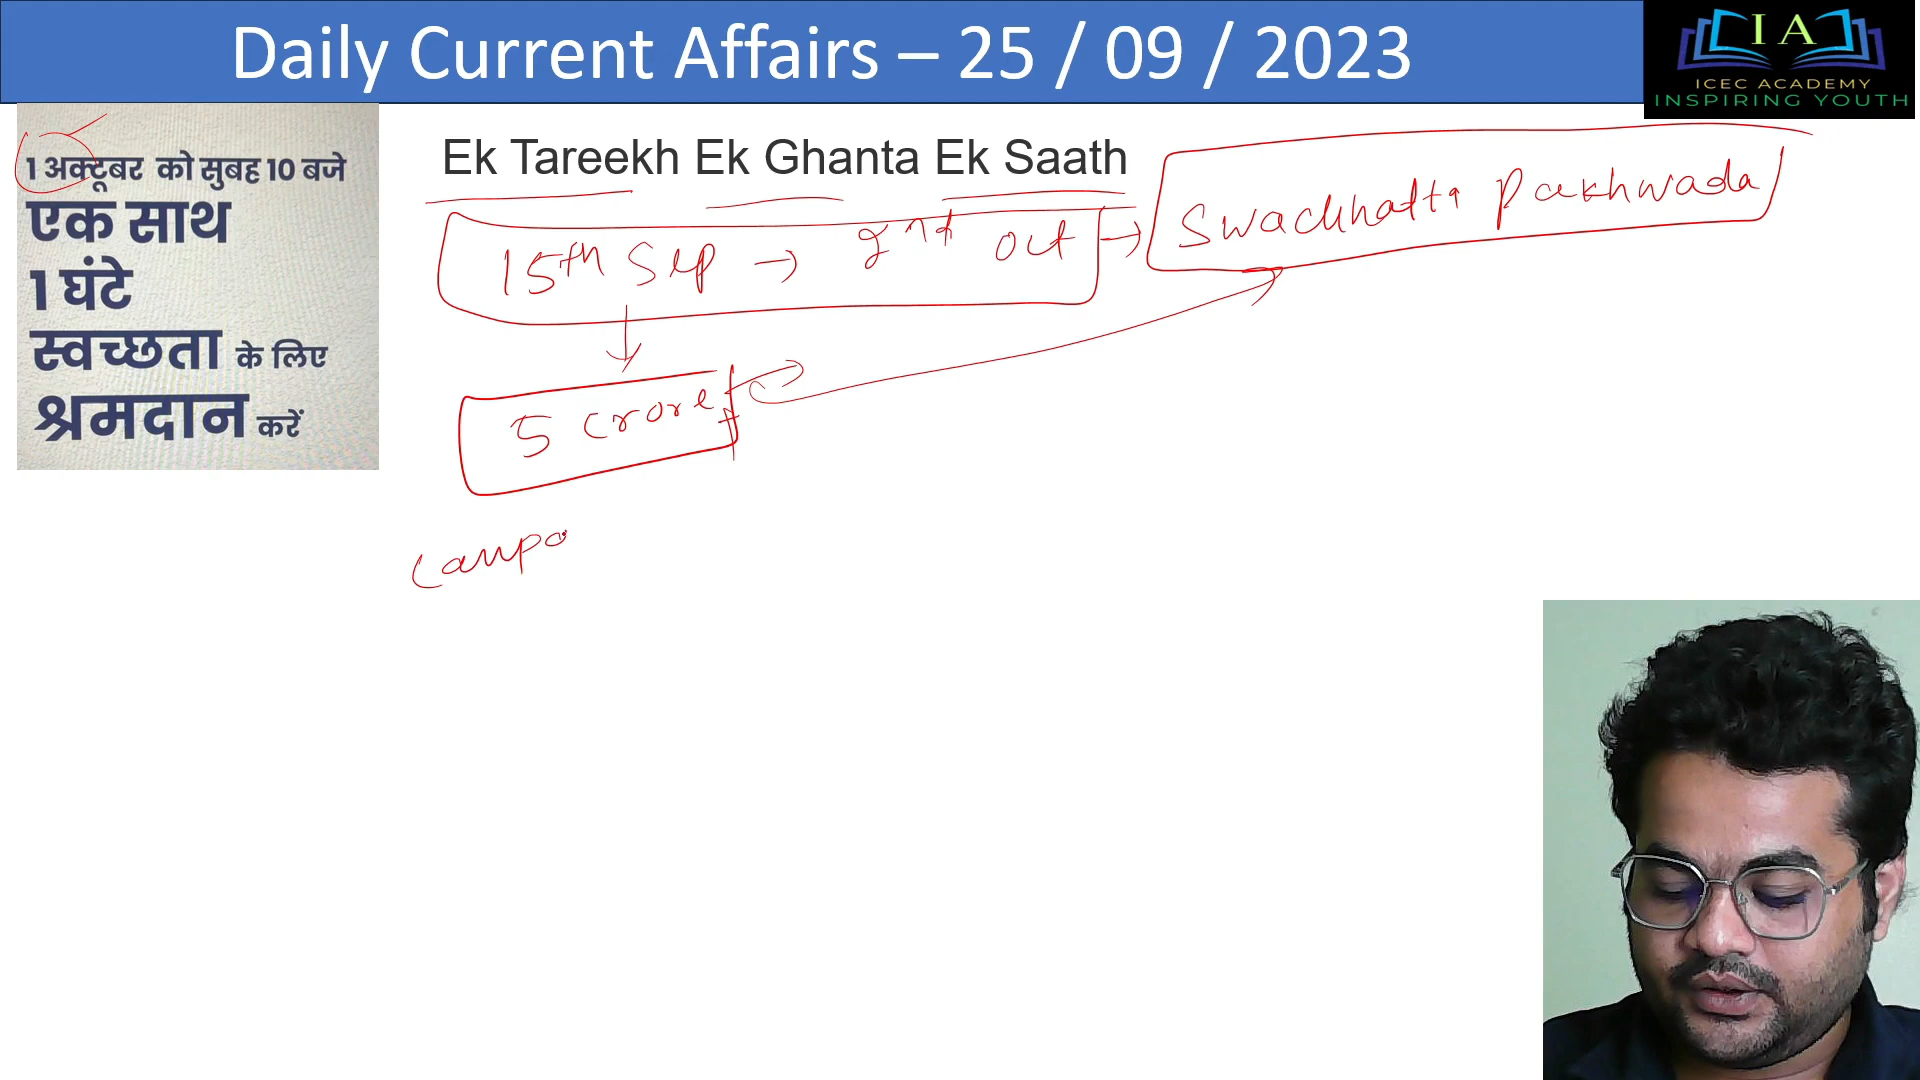 Daily Current Affairs – 25 / 09 / 2023
IA
ICEC ACADEMY
INSPIRING YOUTH
1 अक्टूबर को सुबह 10 बजे
एक साथ
1 घंटे
स्वच्छता के लिए
श्रमदान करें
Ek Tareekh Ek Ghanta Ek Saath
15th Sep → 2nd Oct → Swachhata Pakhwada
5 crore
campa